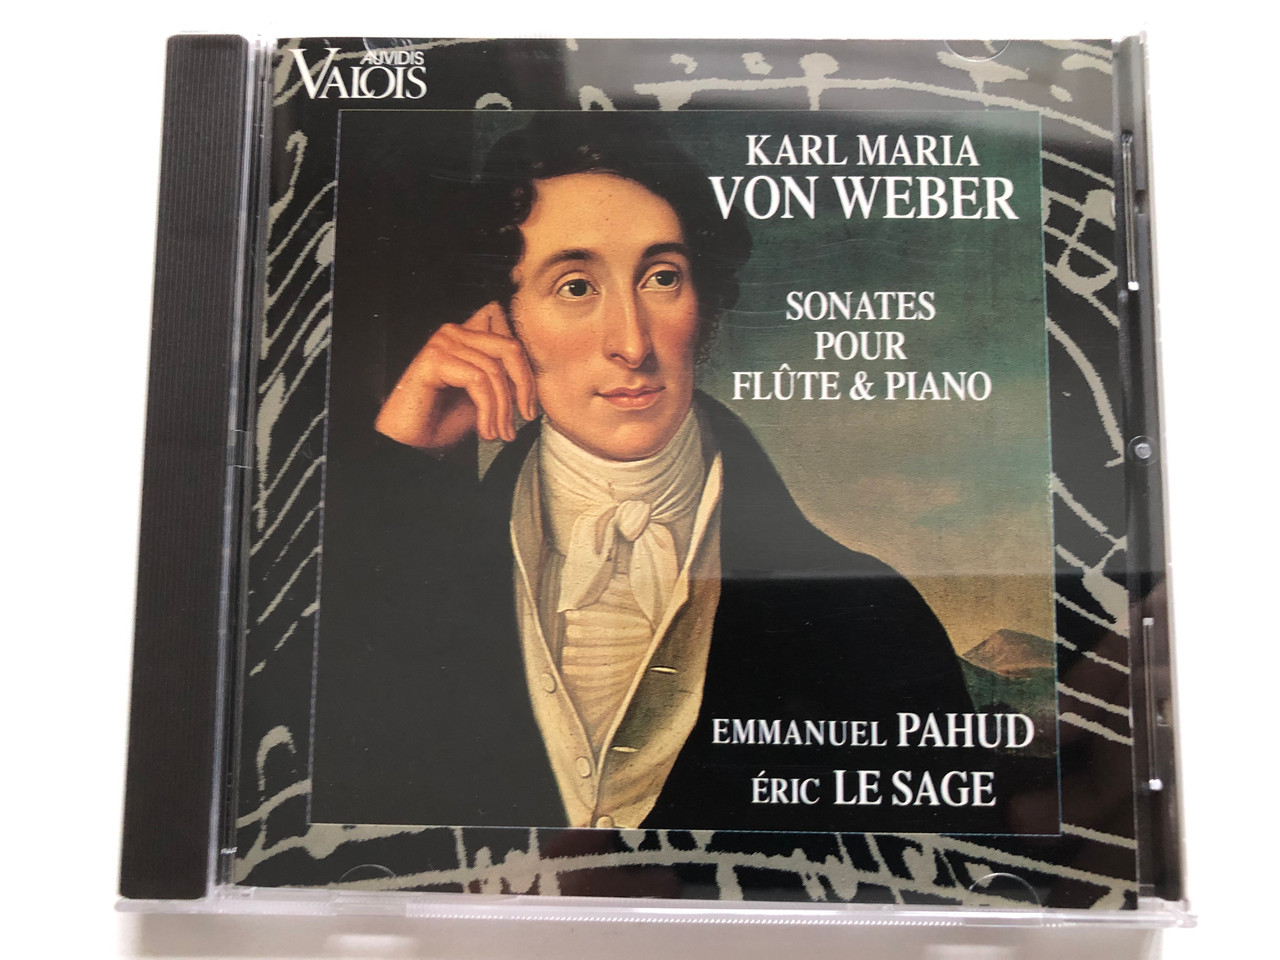 AUVIDIS
VALOIS
KARL MARIA
VON WEBER
SONATES
POUR
FLÛTE & PIANO
EMMANUEL PAHUD
ÉRIC LE SAGE